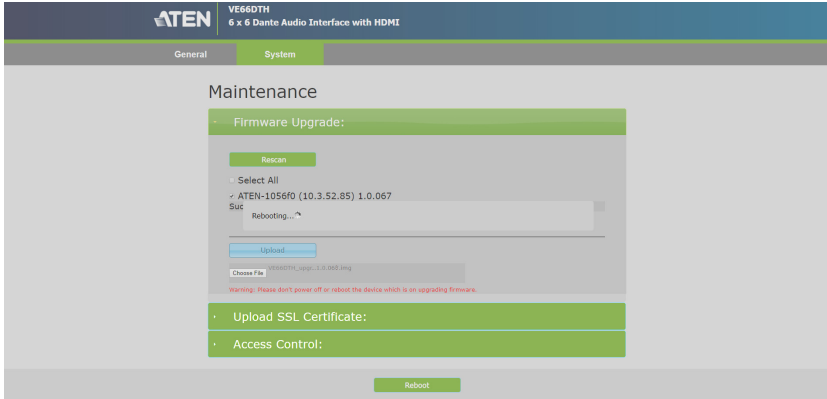 ATEN
VE66DTH
6 x 6 Dante Audio Interface with HDMI
General
System
Maintenance
Firmware Upgrade:
Rescan
Select All
ATEN-1056f0 (10.3.52.85) 1.0.067
Suc
Rebooting...
Upload
Choose File
Warning: Please don't power off or reboot the device which is on upgrading firmware.
Upload SSL Certificate:
Access Control:
Reboot